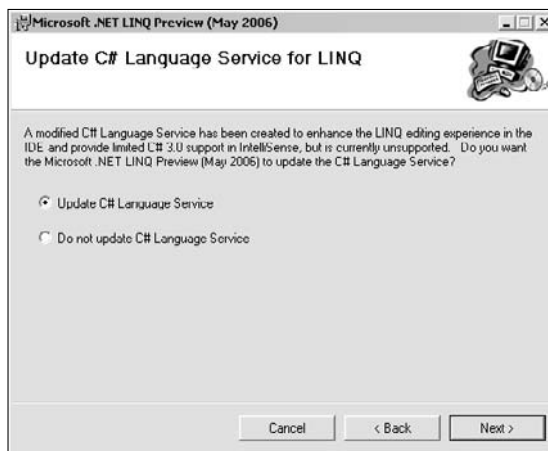 Microsoft .NET LINQ Preview (May 2006)
Update C# Language Service for LINQ
A modified C# Language Service has been created to enhance the LINQ editing experience in the
IDE and provide limited C# 3.0 support in IntelliSense, but is currently unsupported. Do you want
the Microsoft .NET LINQ Preview (May 2006) to update the C# Language Service?
Update C# Language Service
Do not update C# Language Service
Cancel
< Back
Next >